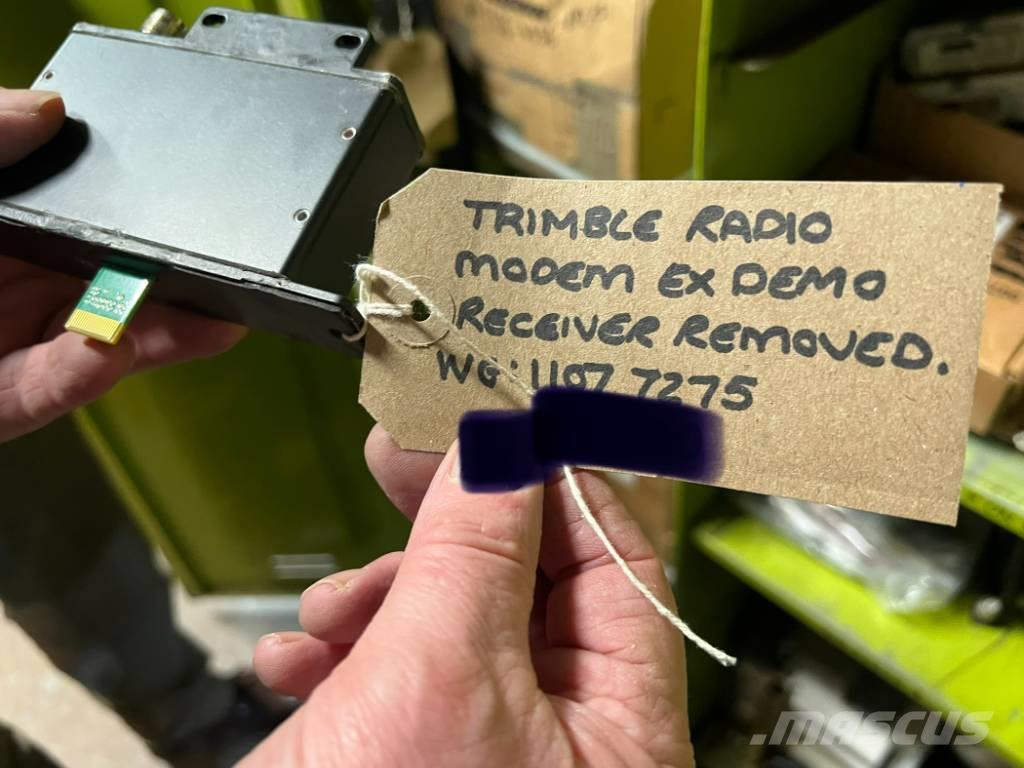 TRIMBLE RADIO
MODEM EX DEMO
RECEIVER REMOVED.
WG: 1107 7275
.MASCUS